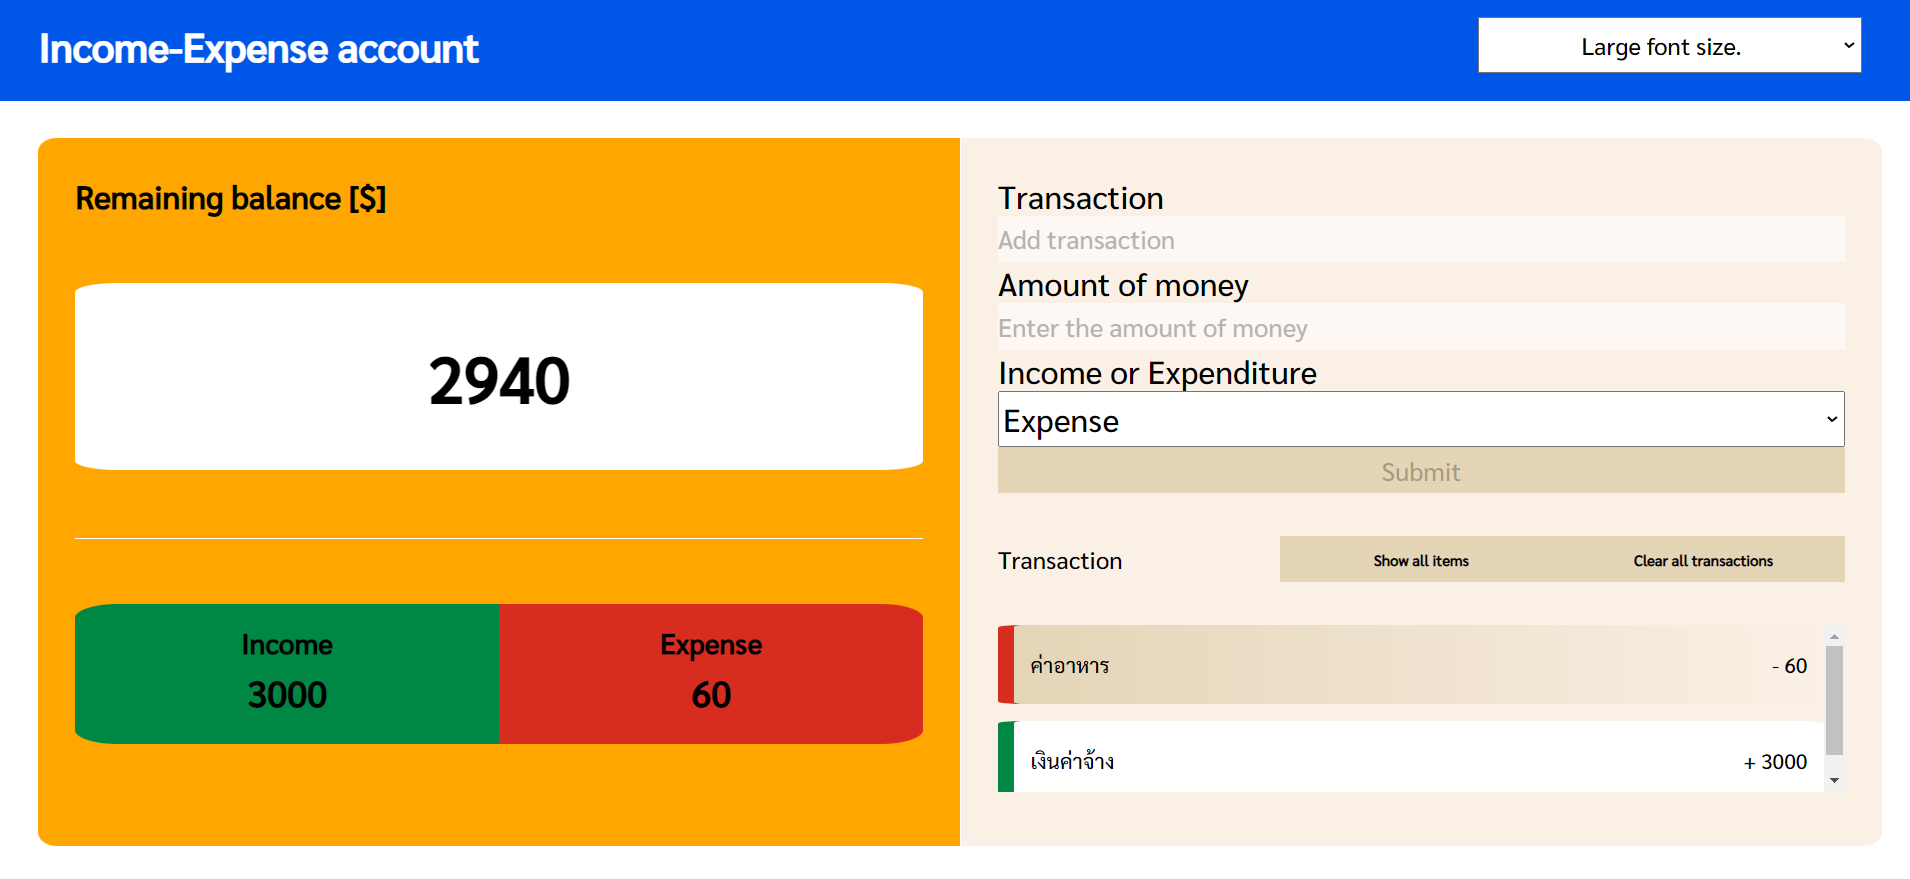 Income-Expense account
Large font size.
Remaining balance [$]
2940
Income
3000
Expense
60
Transaction
Add transaction
Amount of money
Enter the amount of money
Income or Expenditure
Expense
Submit
Transaction
Show all items
Clear all transactions
ค่าอาหาร
- 60
เงินค่าจ้าง
+ 3000